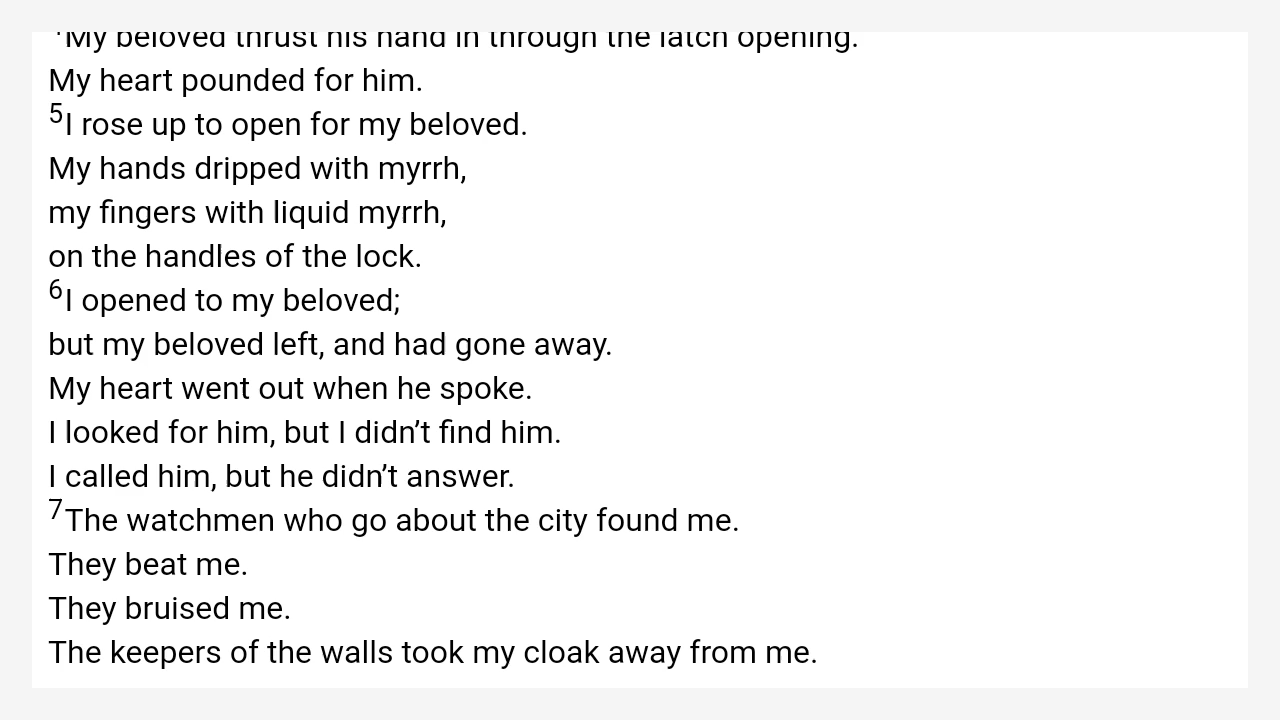 ⁴My beloved thrust his hand in through the latch opening.
My heart pounded for him.
⁵I rose up to open for my beloved.
My hands dripped with myrrh,
my fingers with liquid myrrh,
on the handles of the lock.
⁶I opened to my beloved;
but my beloved left, and had gone away.
My heart went out when he spoke.
I looked for him, but I didn’t find him.
I called him, but he didn’t answer.
⁷The watchmen who go about the city found me.
They beat me.
They bruised me.
The keepers of the walls took my cloak away from me.